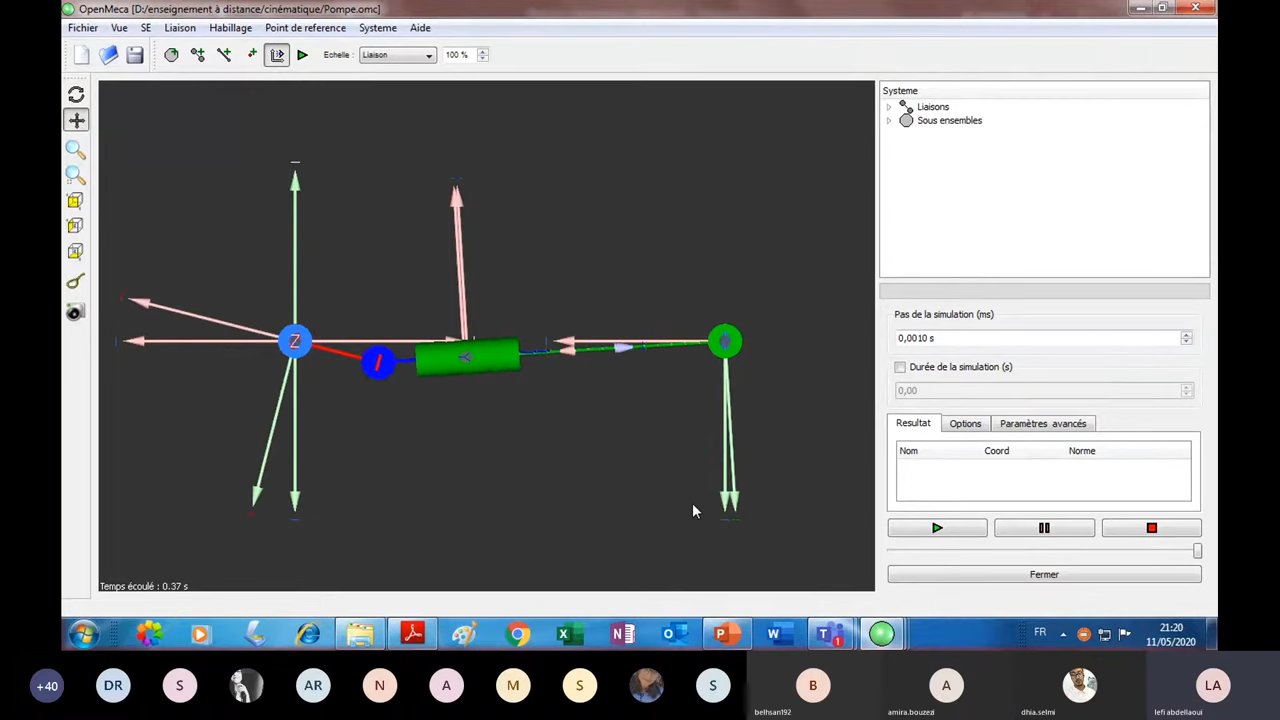 OpenMeca [D:/enseignement à distance/cinématique/Pompe.omc]
Fichier Vue SE Liaison Habillage Point de reference Systeme Aide
Echelle : Liaison 100 %
Systeme
Liaisons
Sous ensembles
Z
Y
Pas de la simulation (ms)
0,0010 s
Durée de la simulation (s)
0,00
Resultat Options Paramètres avancés
Nom Coord Norme
Temps écoulé : 0.37 s
Fermer
FR
21:20
11/05/2020
+40 DR S AR N A M S S B A LA
belhsan192 amira.bouzezi dhia.selmi lefi abdellaoui